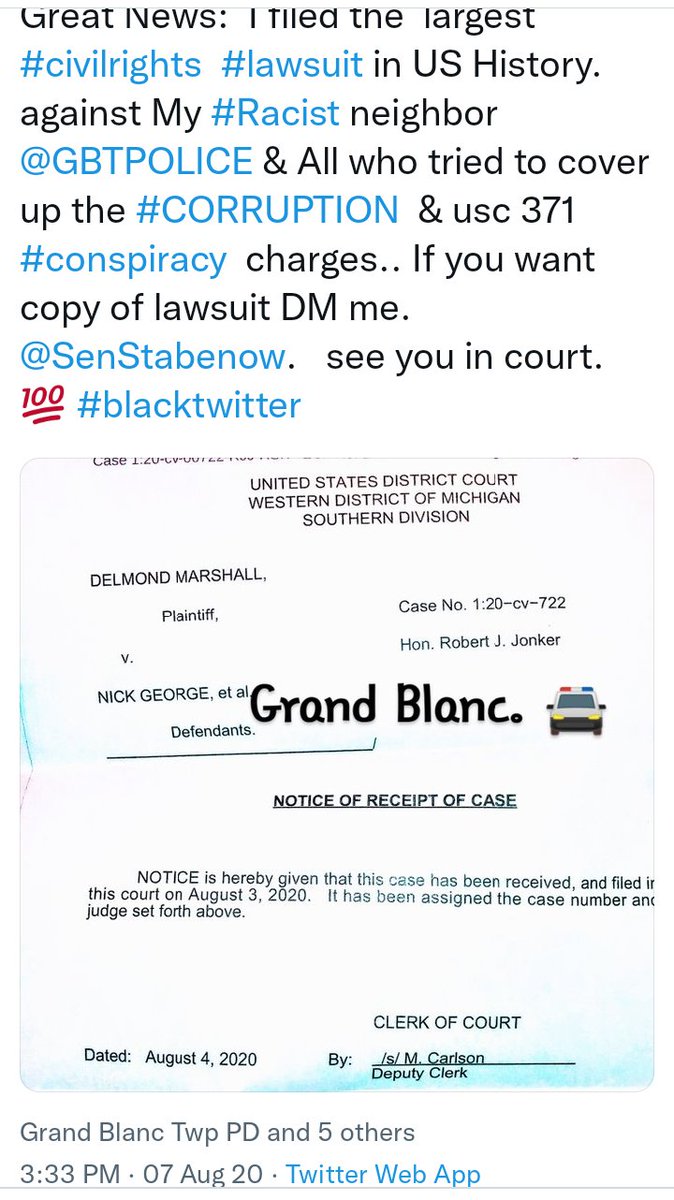 Great News: I filed the largest
#civilrights #lawsuit in US History.
against My #Racist neighbor
@GBTPOLICE & All who tried to cover
up the #CORRUPTION & usc 371
#conspiracy charges.. If you want
copy of lawsuit DM me.
@SenStabenow. see you in court.
💯 #blacktwitter
Case 1:20-cv-00722
UNITED STATES DISTRICT COURT
WESTERN DISTRICT OF MICHIGAN
SOUTHERN DIVISION
DELMOND MARSHALL,
Plaintiff,
Case No. 1:20-cv-722
Hon. Robert J. Jonker
v.
NICK GEORGE, et al
Grand Blanc. 🚔
Defendants.
NOTICE OF RECEIPT OF CASE
NOTICE is hereby given that this case has been received, and filed in
this court on August 3, 2020. It has been assigned the case number and
judge set forth above.
CLERK OF COURT
Dated: August 4, 2020 By: /s/ M. Carlson
Deputy Clerk
Grand Blanc Twp PD and 5 others
3:33 PM · 07 Aug 20 · Twitter Web App